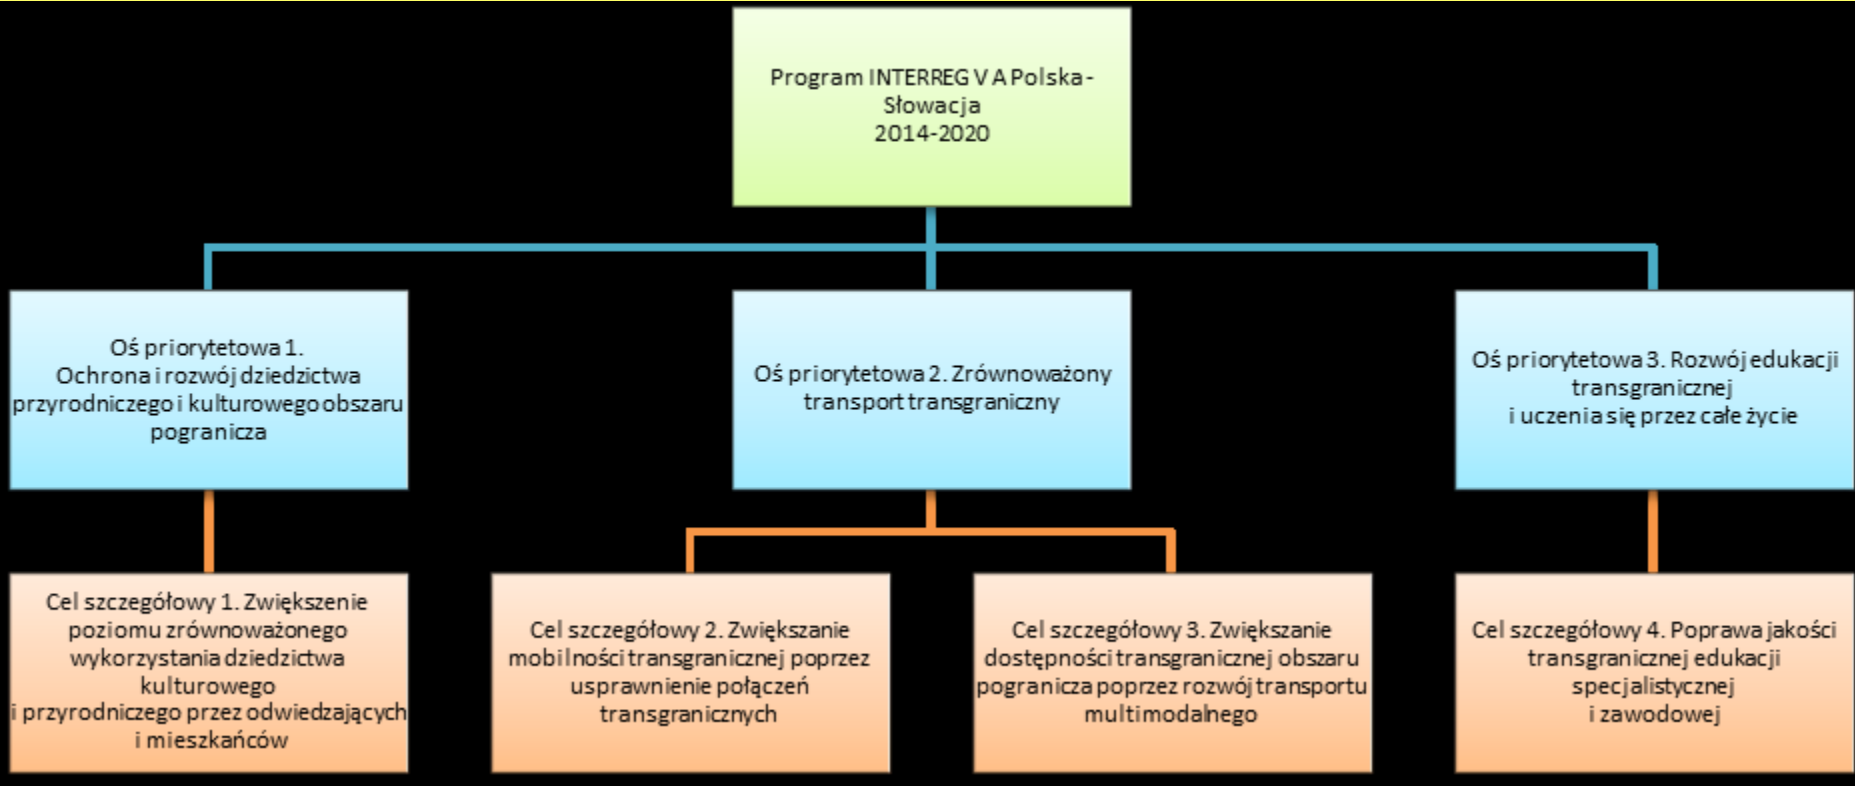 Program INTERREG V A Polska -
Słowacja
2014-2020
Oś priorytetowa 1.
Ochrona i rozwój dziedzictwa
przyrodniczego i kulturowego obszaru
pogranicza
Oś priorytetowa 2. Zrównoważony
transport transgraniczny
Oś priorytetowa 3. Rozwój edukacji
transgranicznej
i uczenia się przez całe życie
Cel szczegółowy 1. Zwiększenie
poziomu zrównoważonego
wykorzystania dziedzictwa
kulturowego
i przyrodniczego przez odwiedzających
i mieszkańców
Cel szczegółowy 2. Zwiększanie
mobilności transgranicznej poprzez
usprawnienie połączeń
transgranicznych
Cel szczegółowy 3. Zwiększanie
dostępności transgranicznej obszaru
pogranicza poprzez rozwój transportu
multimodalnego
Cel szczegółowy 4. Poprawa jakości
transgranicznej edukacji
specjalistycznej
i zawodowej